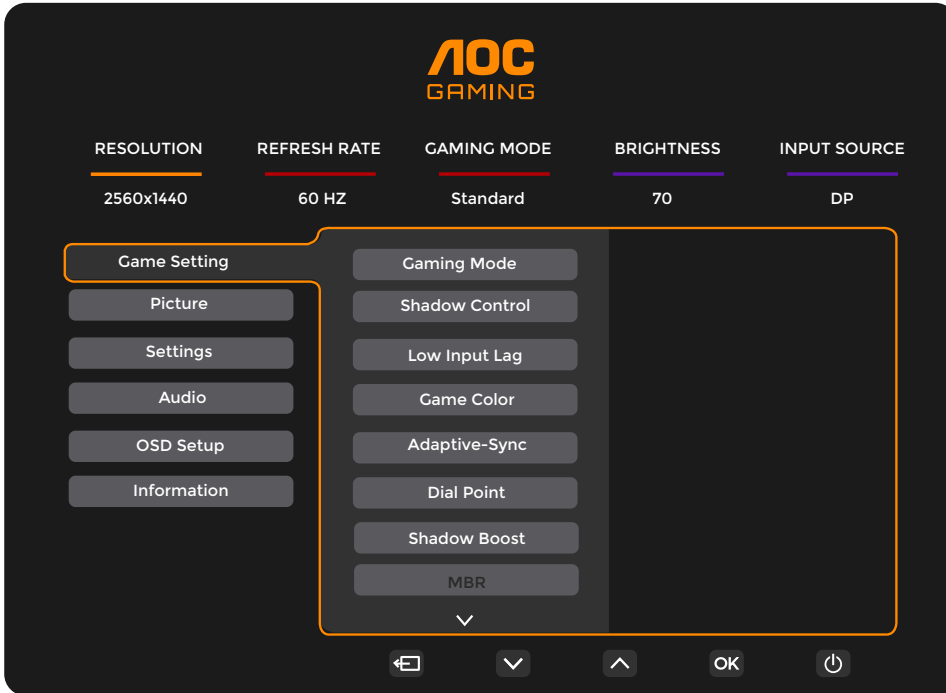 AOC
GAMING
RESOLUTION REFRESH RATE GAMING MODE BRIGHTNESS INPUT SOURCE
2560x1440 60 HZ Standard 70 DP
Game Setting
Picture
Settings
Audio
OSD Setup
Information
Gaming Mode
Shadow Control
Low Input Lag
Game Color
Adaptive-Sync
Dial Point
Shadow Boost
MBR
OK